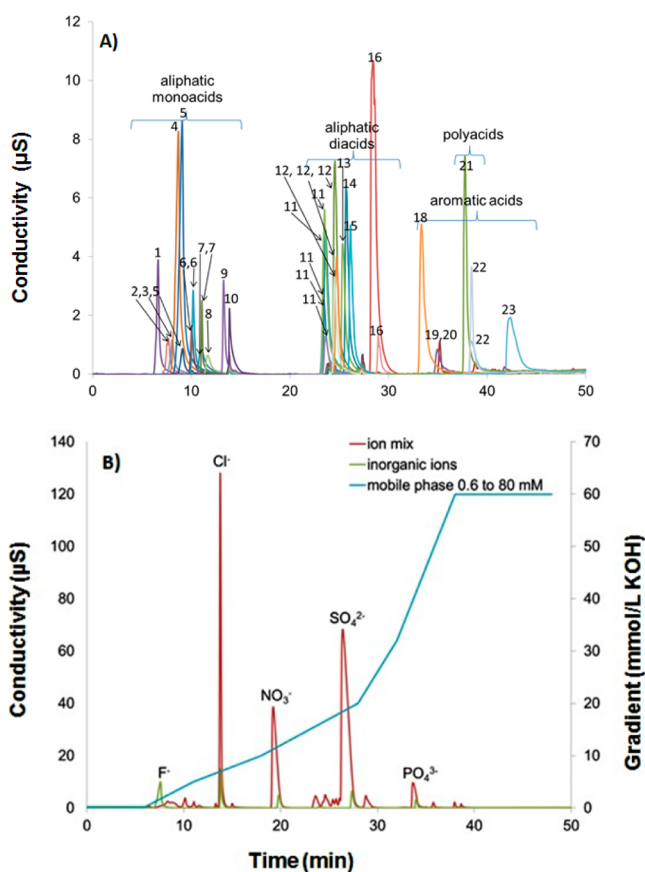 A)
12
10
8
6
4
2
0
Conductivity (µS)
0 10 20 30 40 50
aliphatic
monoacids
5
4
1
2,3,5
6,6
7,7
8
9
10
aliphatic
diacids
12, 12, 12 13
11
14
11
15
11
11
16
16
polyacids
21
aromatic acids
18
19,20
22
22
23
B)
140
120
100
80
60
40
20
0
Conductivity (µS)
ion mix
inorganic ions
mobile phase 0.6 to 80 mM
F⁻
Cl⁻
NO₃⁻
SO₄²⁻
PO₄³⁻
70
60
50
40
30
20
10
0
Gradient (mmol/L KOH)
0 10 20 30 40 50
Time (min)